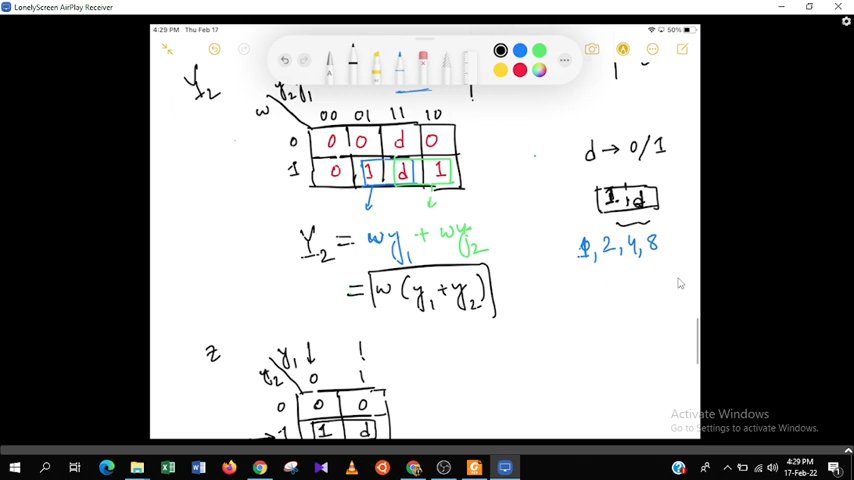 LonelyScreen AirPlay Receiver
4:29 PM Thu Feb 17
50%
Y2
y2y1
w
00 01 11 10
0 0 0 d 0
1 0 1 d 1
d → 0/1
1, d
1, 2, 4, 8
Y2 = wy1 + wy2
= w(y1+y2)
z
y1
y2 0 1
0 0 0
1 1 d
Activate Windows
Go to Settings to activate Windows.
4:29 PM
17-Feb-22